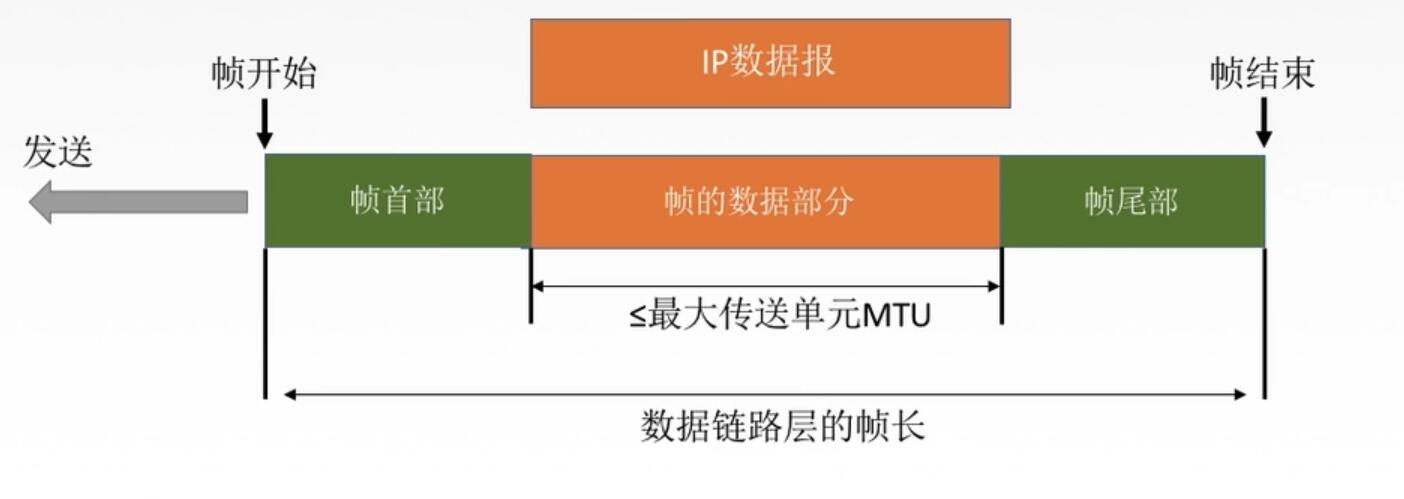 IP数据报
帧开始
帧结束
发送
帧首部
帧的数据部分
帧尾部
≤最大传送单元MTU
数据链路层的帧长